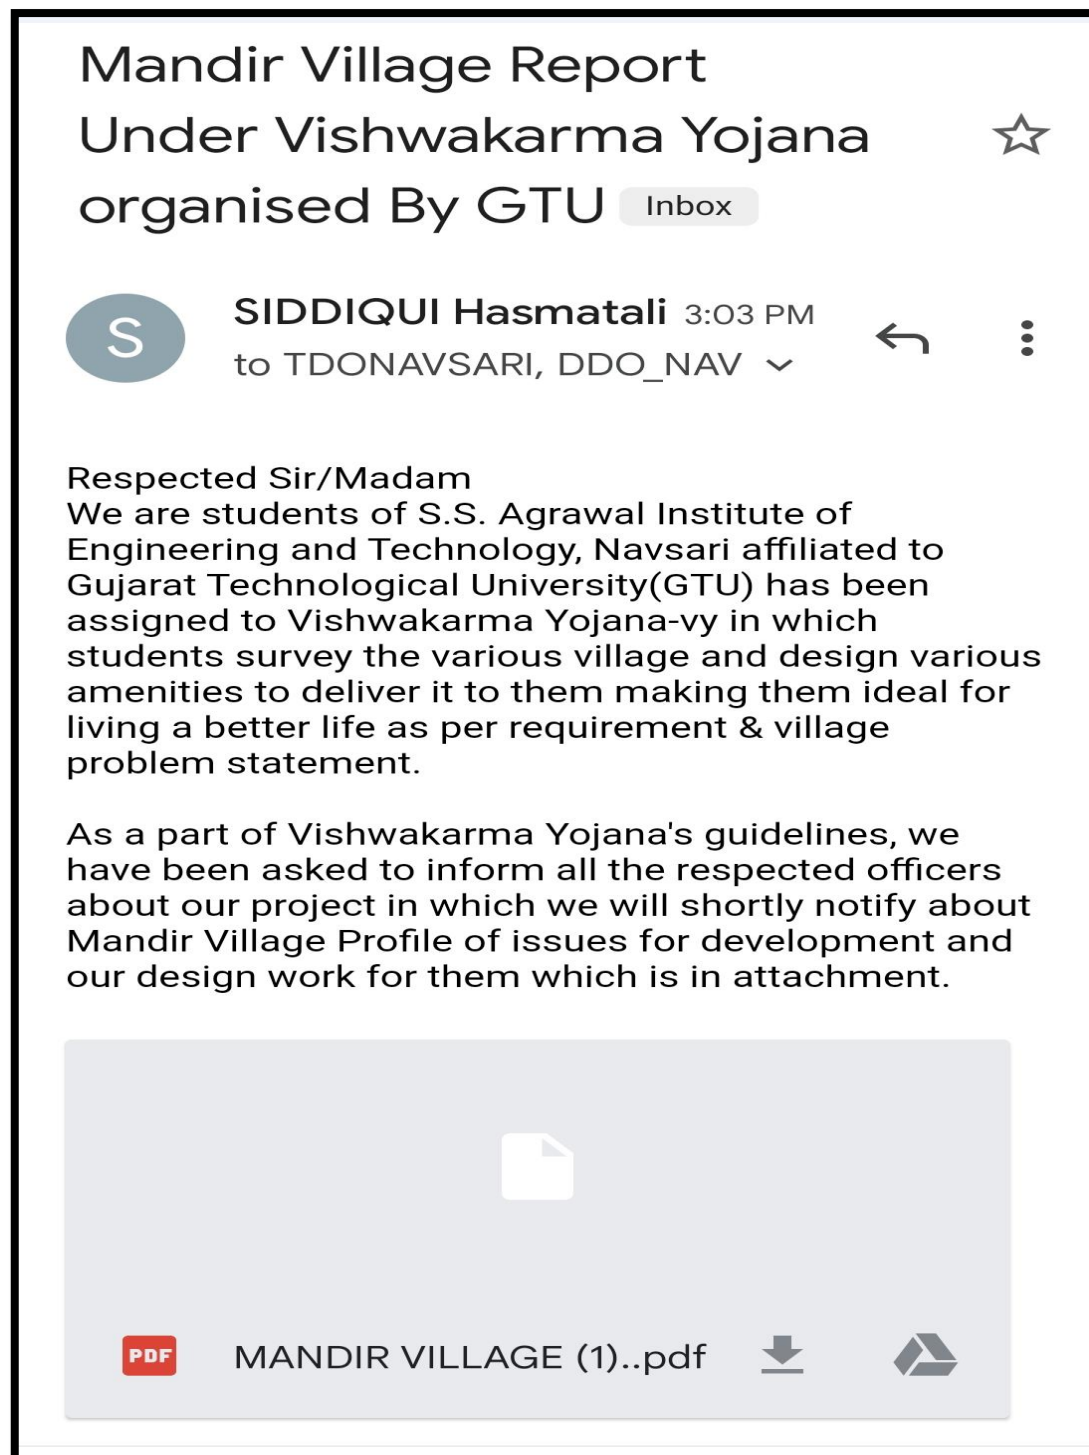 Mandir Village Report
Under Vishwakarma Yojana
organised By GTU Inbox
S
SIDDIQUI Hasmatali 3:03 PM
to TDONAVSARI, DDO_NAV
Respected Sir/Madam
We are students of S.S. Agrawal Institute of
Engineering and Technology, Navsari affiliated to
Gujarat Technological University(GTU) has been
assigned to Vishwakarma Yojana-vy in which
students survey the various village and design various
amenities to deliver it to them making them ideal for
living a better life as per requirement & village
problem statement.
As a part of Vishwakarma Yojana's guidelines, we
have been asked to inform all the respected officers
about our project in which we will shortly notify about
Mandir Village Profile of issues for development and
our design work for them which is in attachment.
PDF MANDIR VILLAGE (1)..pdf